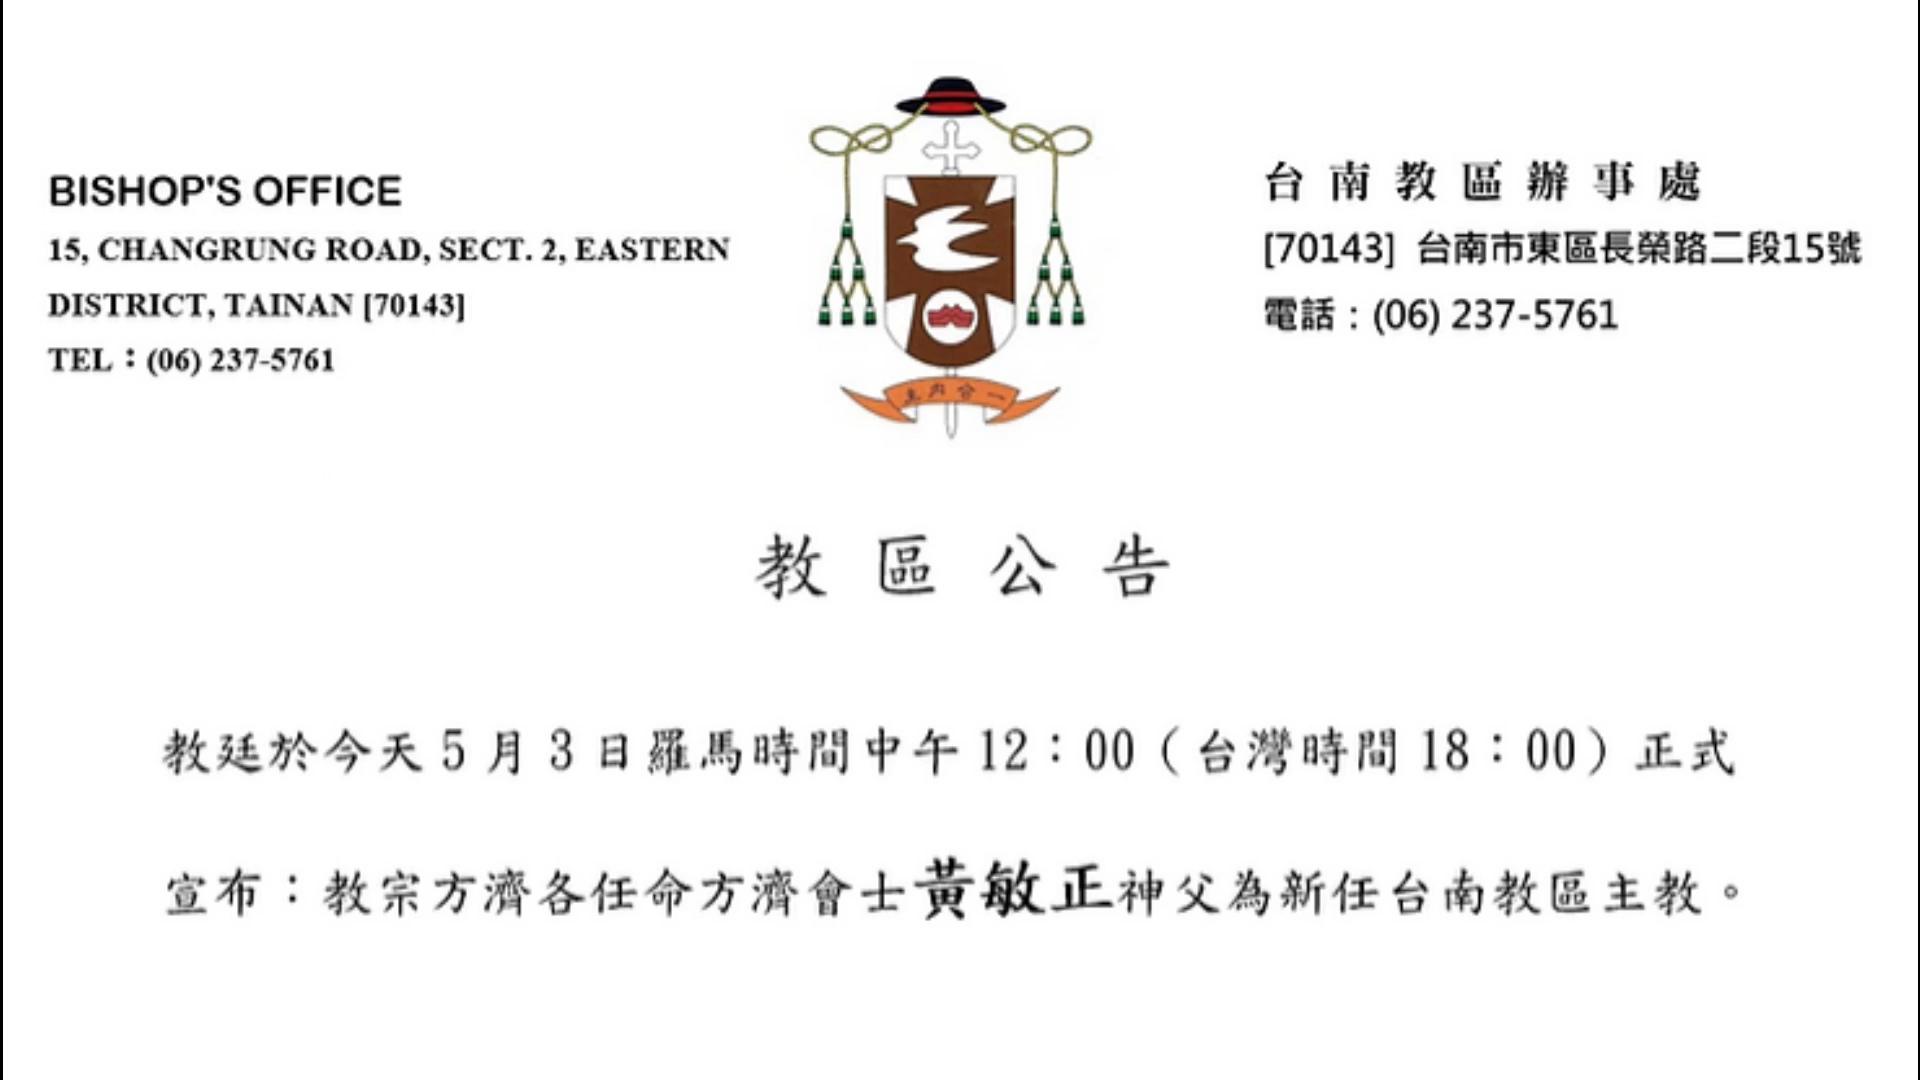 BISHOP'S OFFICE
15, CHANGRUNG ROAD, SECT. 2, EASTERN
DISTRICT, TAINAN [70143]
TEL：(06) 237-5761
台南教區辦事處
[70143] 台南市東區長榮路二段15號
電話：(06) 237-5761
主內合一
教區公告
教廷於今天5月3日羅馬時間中午12：00（台灣時間18：00）正式
宣布：教宗方濟各任命方濟會士黃敏正神父為新任台南教區主教。